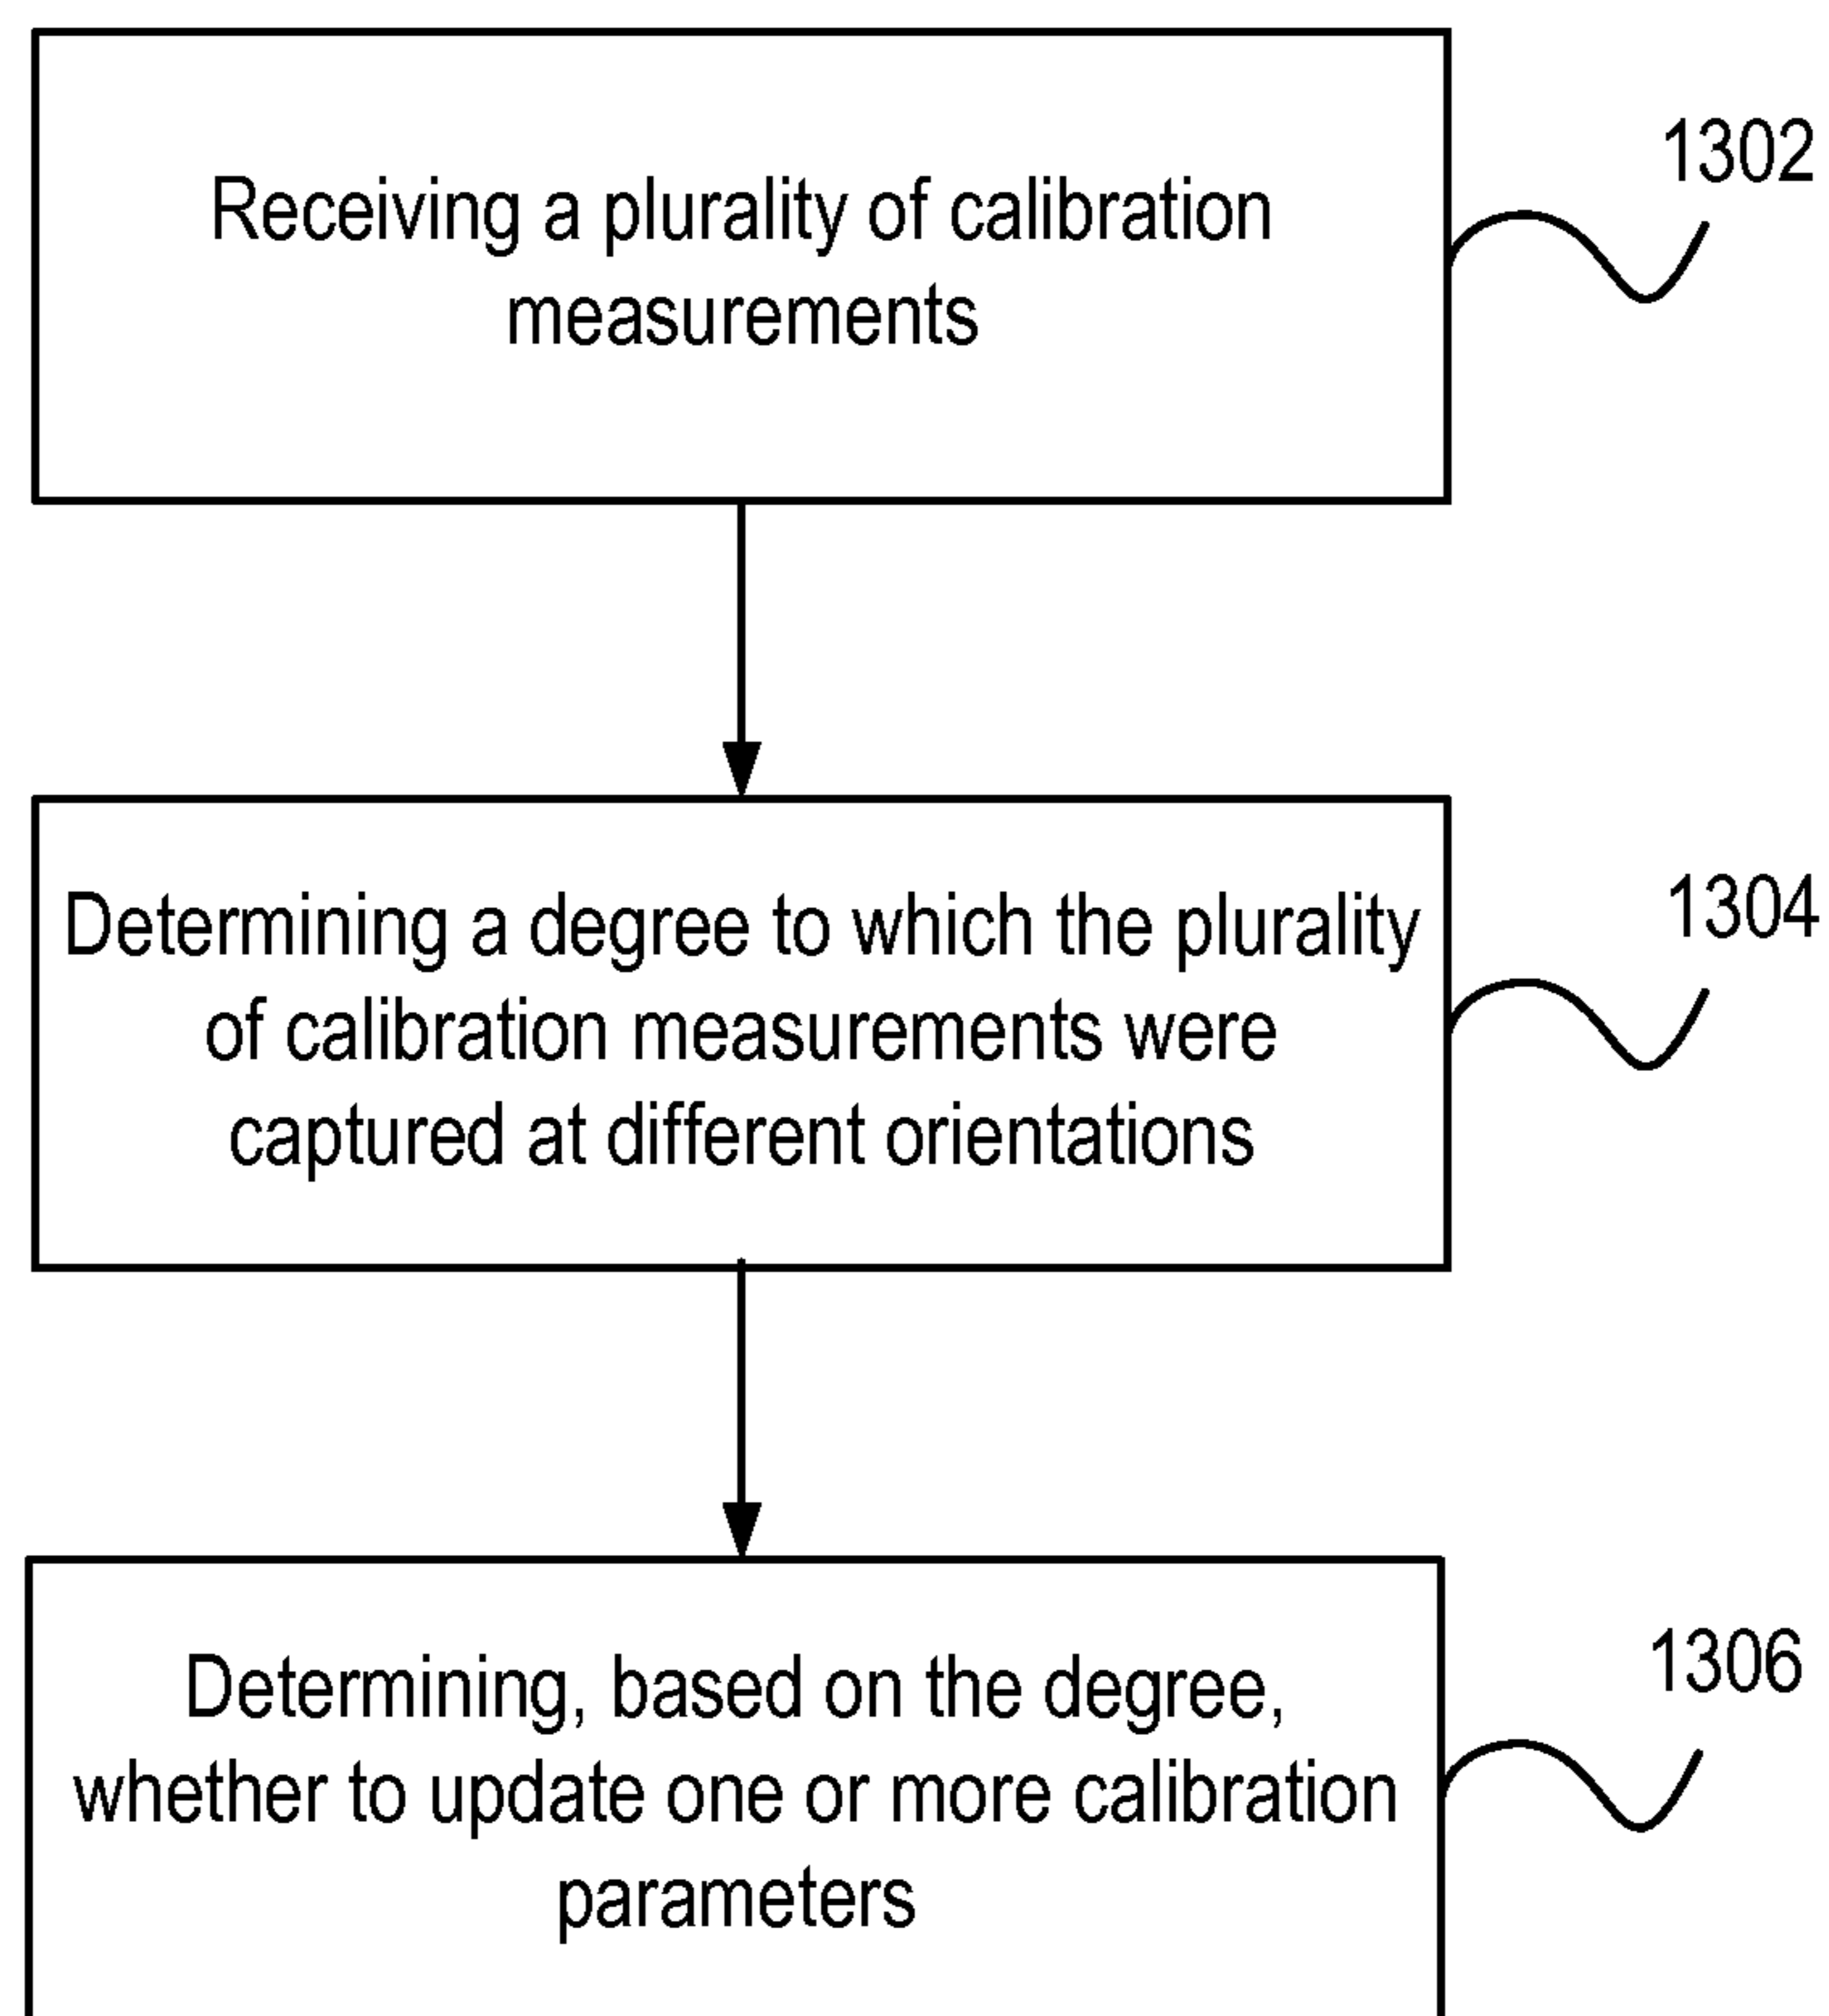 Receiving a plurality of calibration
measurements
1302
Determining a degree to which the plurality
of calibration measurements were
captured at different orientations
1304
Determining, based on the degree,
whether to update one or more calibration
parameters
1306